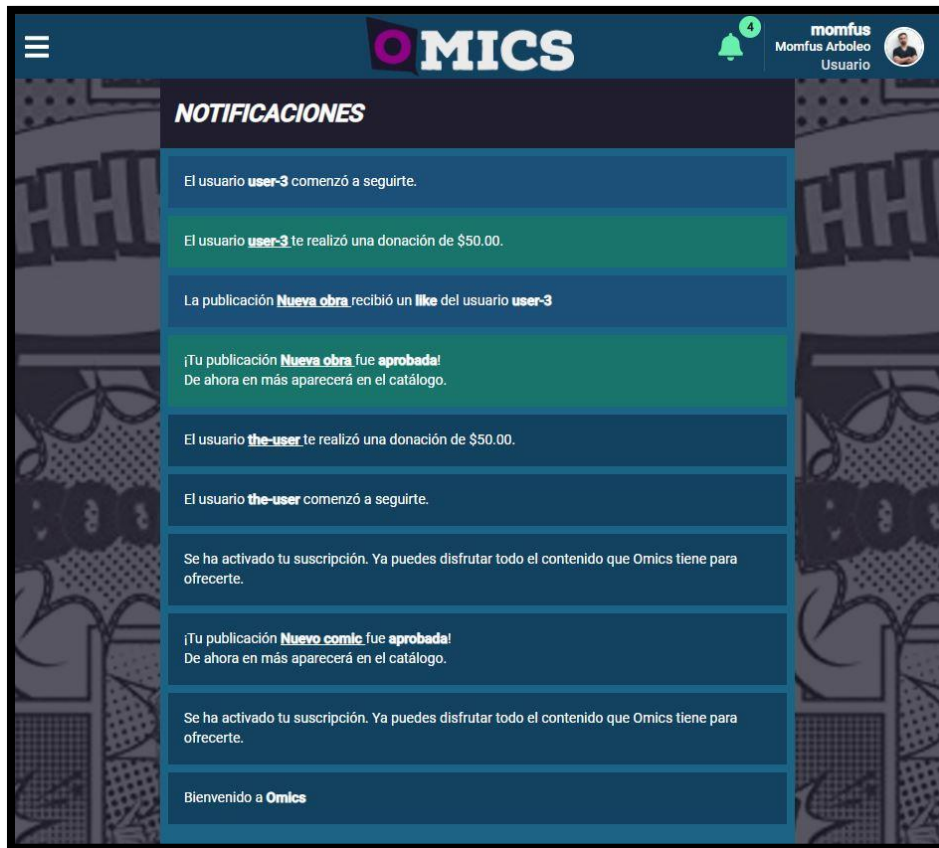 OMICS
4
momfus
Momfus Arboleo
Usuario
NOTIFICACIONES
El usuario user-3 comenzó a seguirte.
El usuario user-3 te realizó una donación de $50.00.
La publicación Nueva obra recibió un like del usuario user-3
¡Tu publicación Nueva obra fue aprobada!
De ahora en más aparecerá en el catálogo.
El usuario the-user te realizó una donación de $50.00.
El usuario the-user comenzó a seguirte.
Se ha activado tu suscripción. Ya puedes disfrutar todo el contenido que Omics tiene para
ofrecerte.
¡Tu publicación Nuevo comic fue aprobada!
De ahora en más aparecerá en el catálogo.
Se ha activado tu suscripción. Ya puedes disfrutar todo el contenido que Omics tiene para
ofrecerte.
Bienvenido a Omics